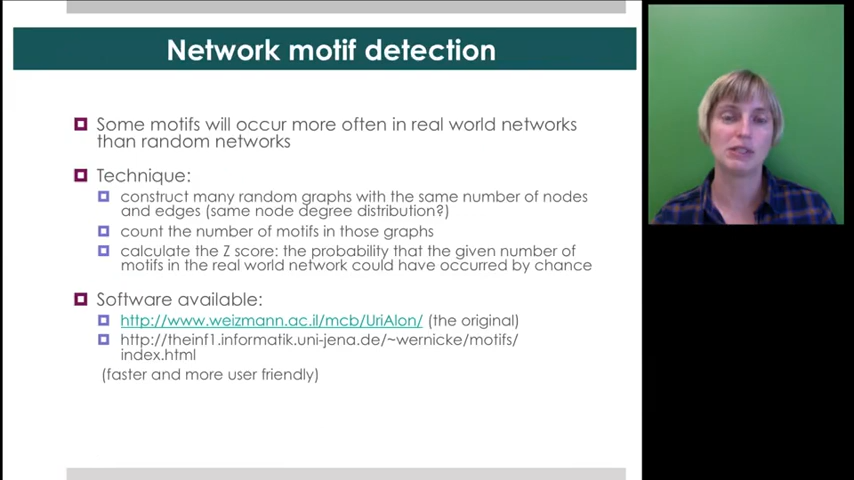 Network motif detection
Some motifs will occur more often in real world networks
than random networks
Technique:
construct many random graphs with the same number of nodes
and edges (same node degree distribution?)
count the number of motifs in those graphs
calculate the Z score: the probability that the given number of
motifs in the real world network could have occurred by chance
Software available:
http://www.weizmann.ac.il/mcb/UriAlon/ (the original)
http://theinf1.informatik.uni-jena.de/~wernicke/motifs/
index.html
(faster and more user friendly)